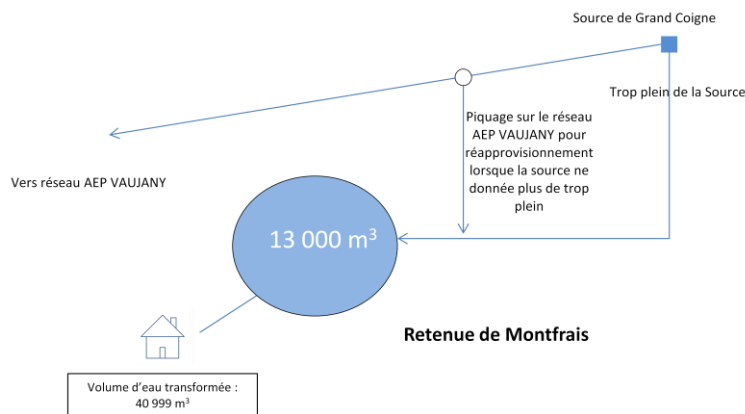 Source de Grand Coigne
Trop plein de la Source
Piquage sur le réseau
AEP VAUJANY pour
réapprovisionnement
lorsque la source ne
donnée plus de trop
plein
Vers réseau AEP VAUJANY
13 000 m³
Retenue de Montfrais
Volume d'eau transformée :
40 999 m³